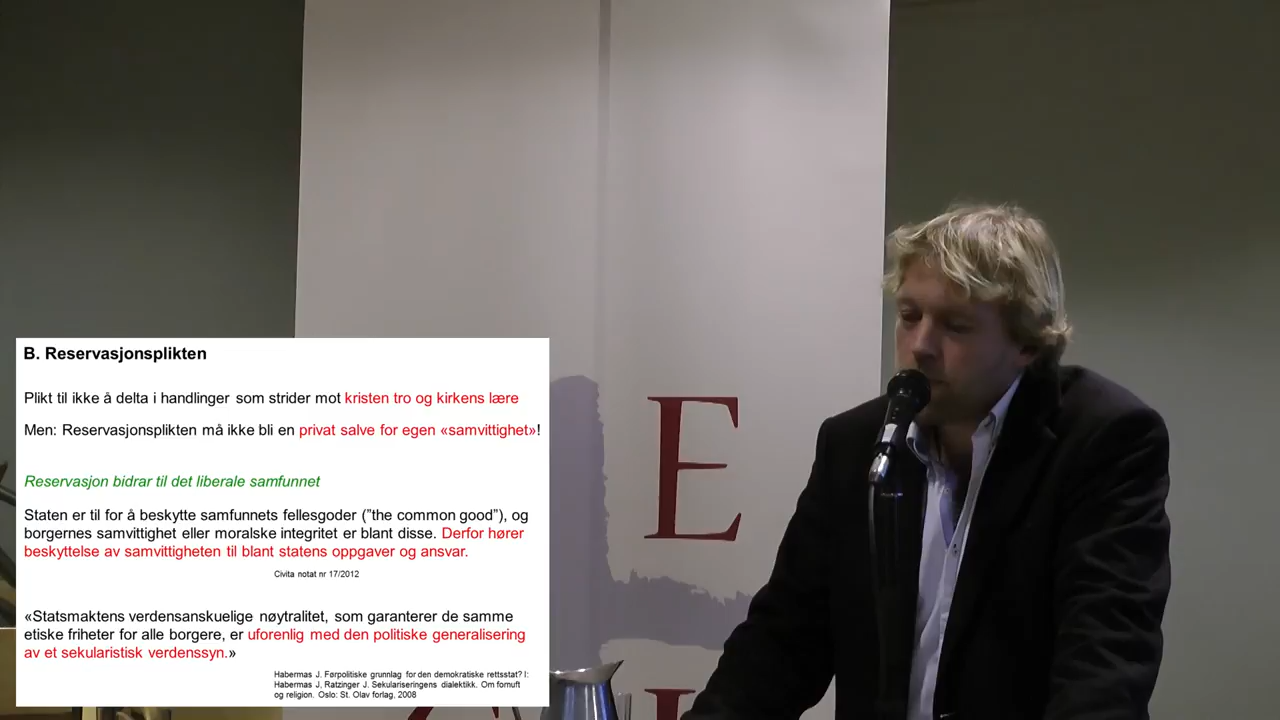 B. Reservasjonsplikten
Plikt til ikke å delta i handlinger som strider mot kristen tro og kirkens lære
Men: Reservasjonsplikten må ikke bli en privat salve for egen «samvittighet»!
Reservasjon bidrar til det liberale samfunnet
Staten er til for å beskytte samfunnets fellesgoder (”the common good”), og
borgernes samvittighet eller moralske integritet er blant disse. Derfor hører
beskyttelse av samvittigheten til blant statens oppgaver og ansvar.
Civita notat nr 17/2012
«Statsmaktens verdensanskuelige nøytralitet, som garanterer de samme
etiske friheter for alle borgere, er uforenlig med den politiske generalisering
av et sekularistisk verdenssyn.»
Habermas J. Førpolitiske grunnlag for den demokratiske rettsstat? I:
Habermas J, Ratzinger J. Sekulariseringens dialektikk. Om fornuft
og religion. Oslo: St. Olav forlag, 2008
E